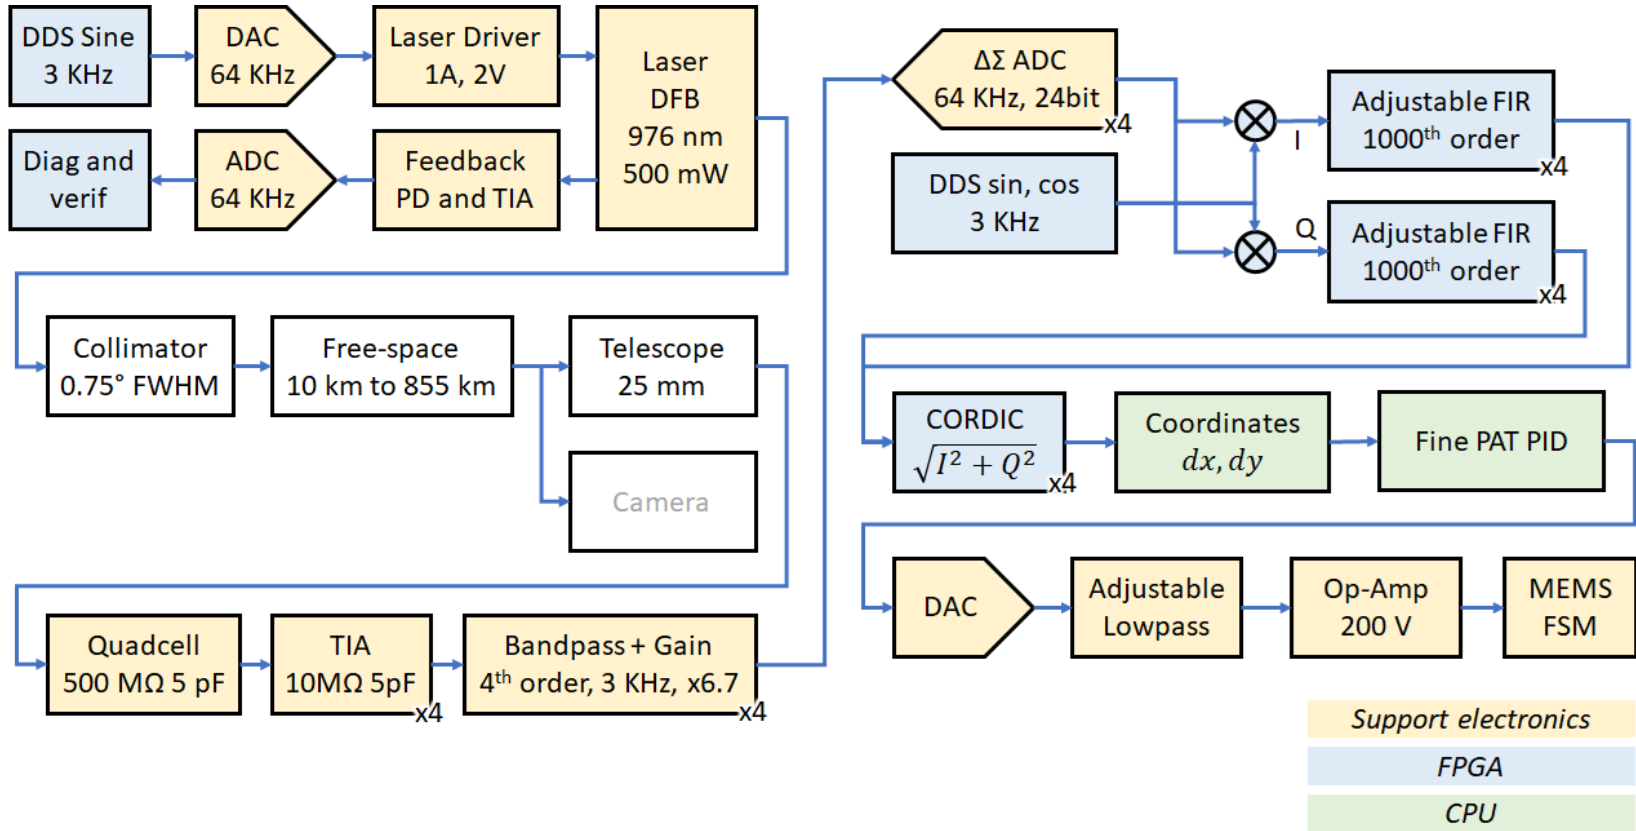 DDS Sine
3 KHz
DAC
64 KHz
Laser Driver
1A, 2V
Laser
DFB
976 nm
500 mW
Diag and
verif
ADC
64 KHz
Feedback
PD and TIA
Collimator
0.75° FWHM
Free-space
10 km to 855 km
Telescope
25 mm
Camera
Quadcell
500 MΩ 5 pF
TIA
10MΩ 5pF
x4
Bandpass + Gain
4th order, 3 KHz, x6.7
x4
ΔΣ ADC
64 KHz, 24bit
x4
DDS sin, cos
3 KHz
I
Q
Adjustable FIR
1000th order
x4
Adjustable FIR
1000th order
x4
CORDIC
√I² + Q²
x4
Coordinates
dx, dy
Fine PAT PID
DAC
Adjustable
Lowpass
Op-Amp
200 V
MEMS
FSM
Support electronics
FPGA
CPU